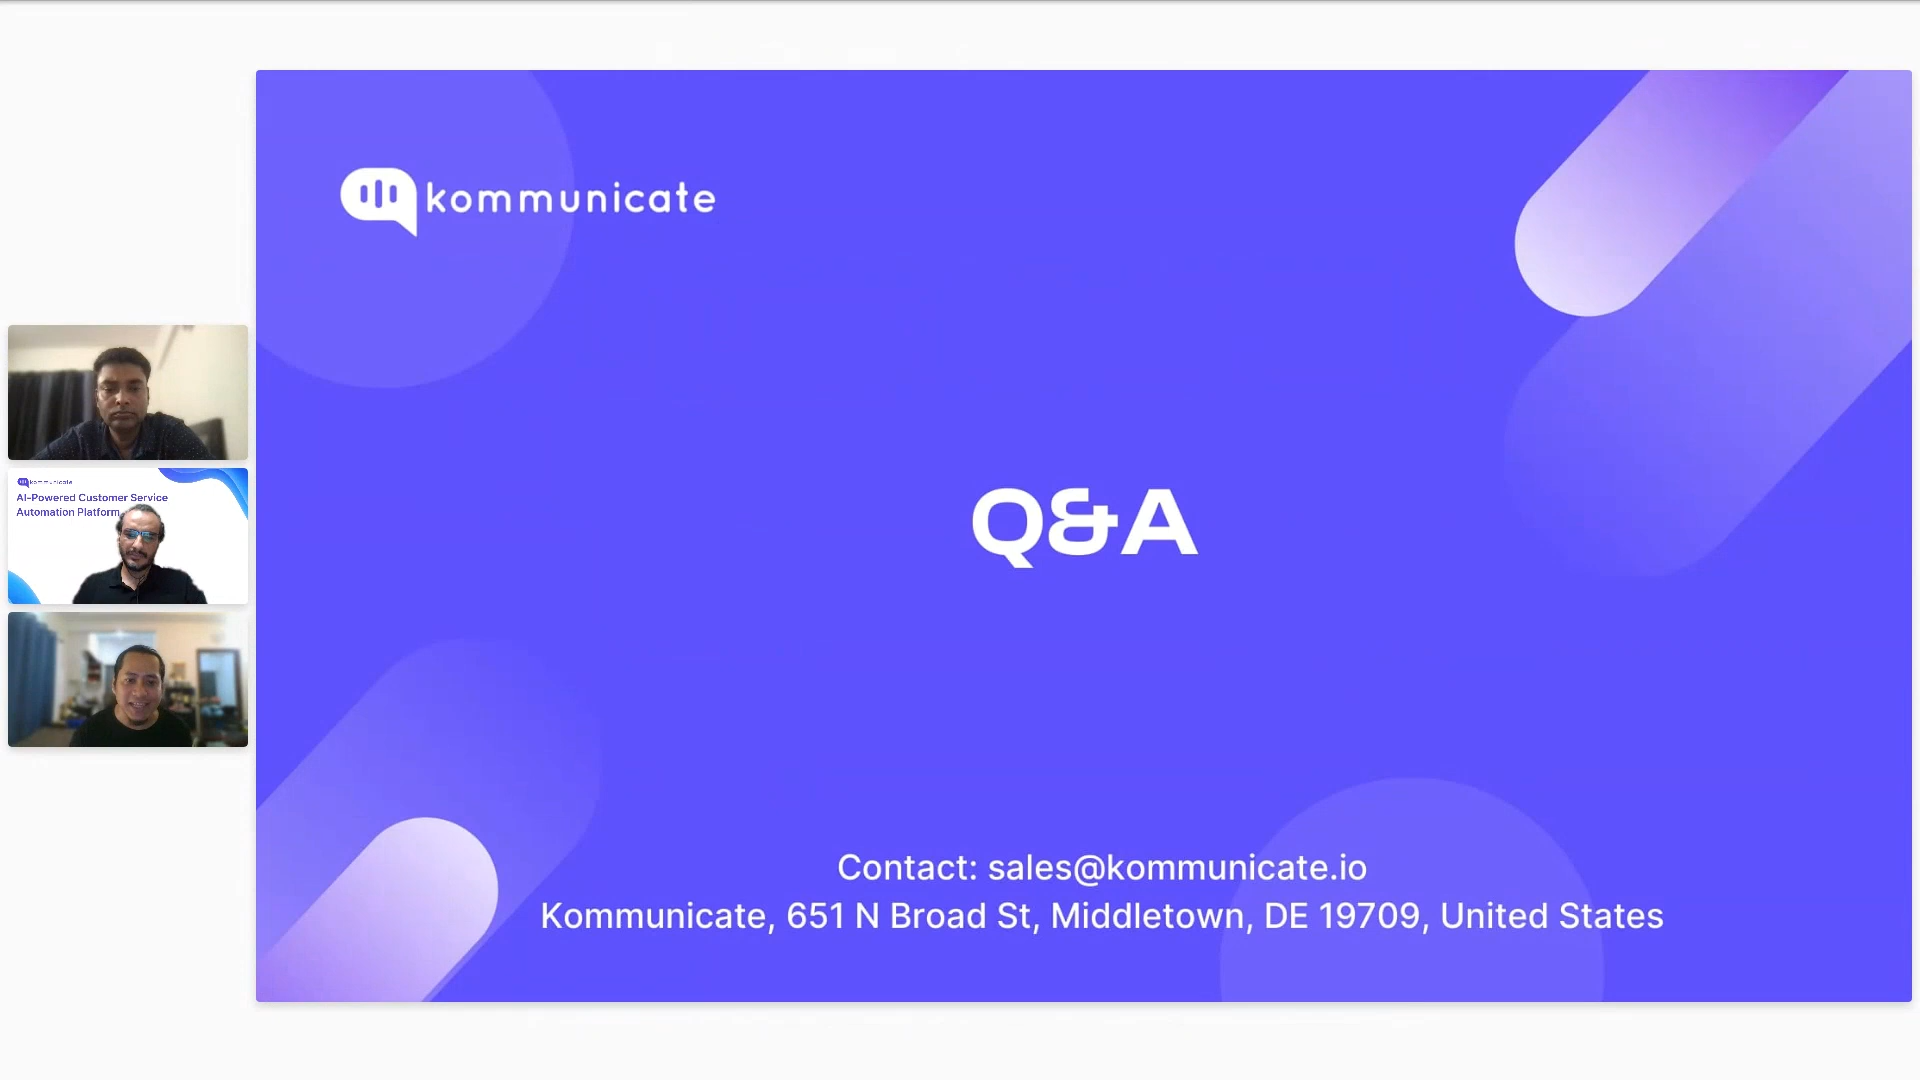 kommunicate
Q&A
Contact: sales@kommunicate.io
Kommunicate, 651 N Broad St, Middletown, DE 19709, United States
kommunicate
AI-Powered Customer Service
Automation Platform